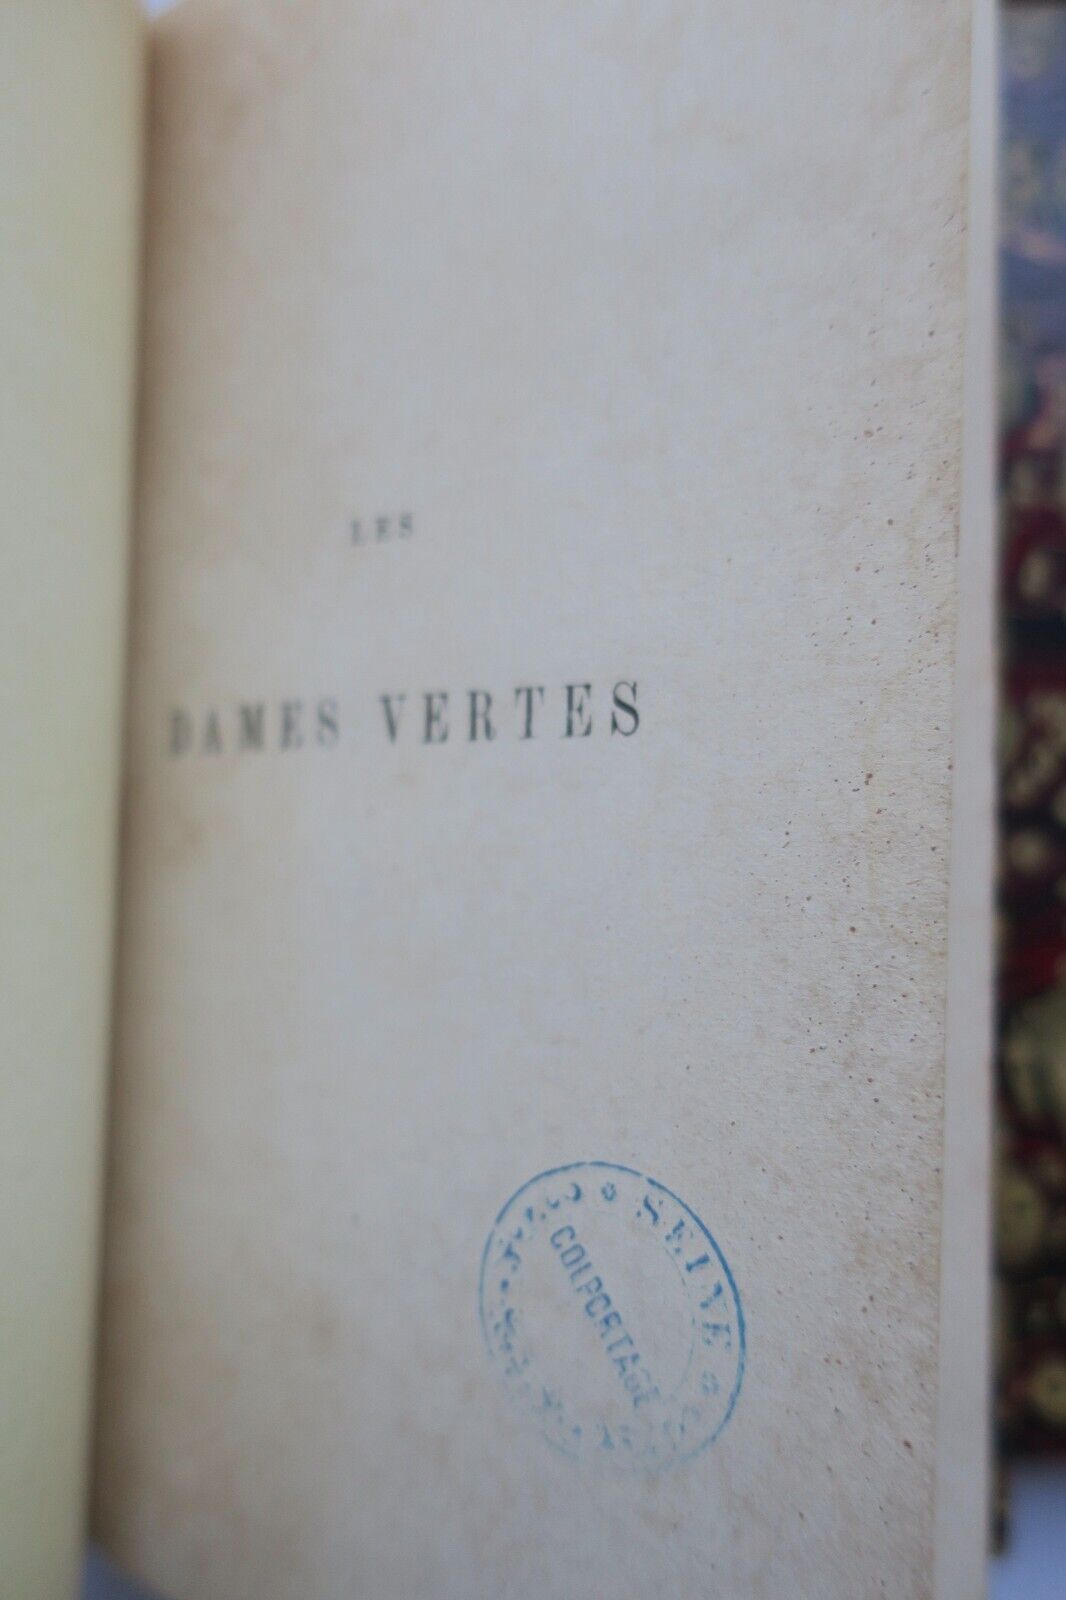 LES
DAMES VERTES
SEINE
COLPORTAGE